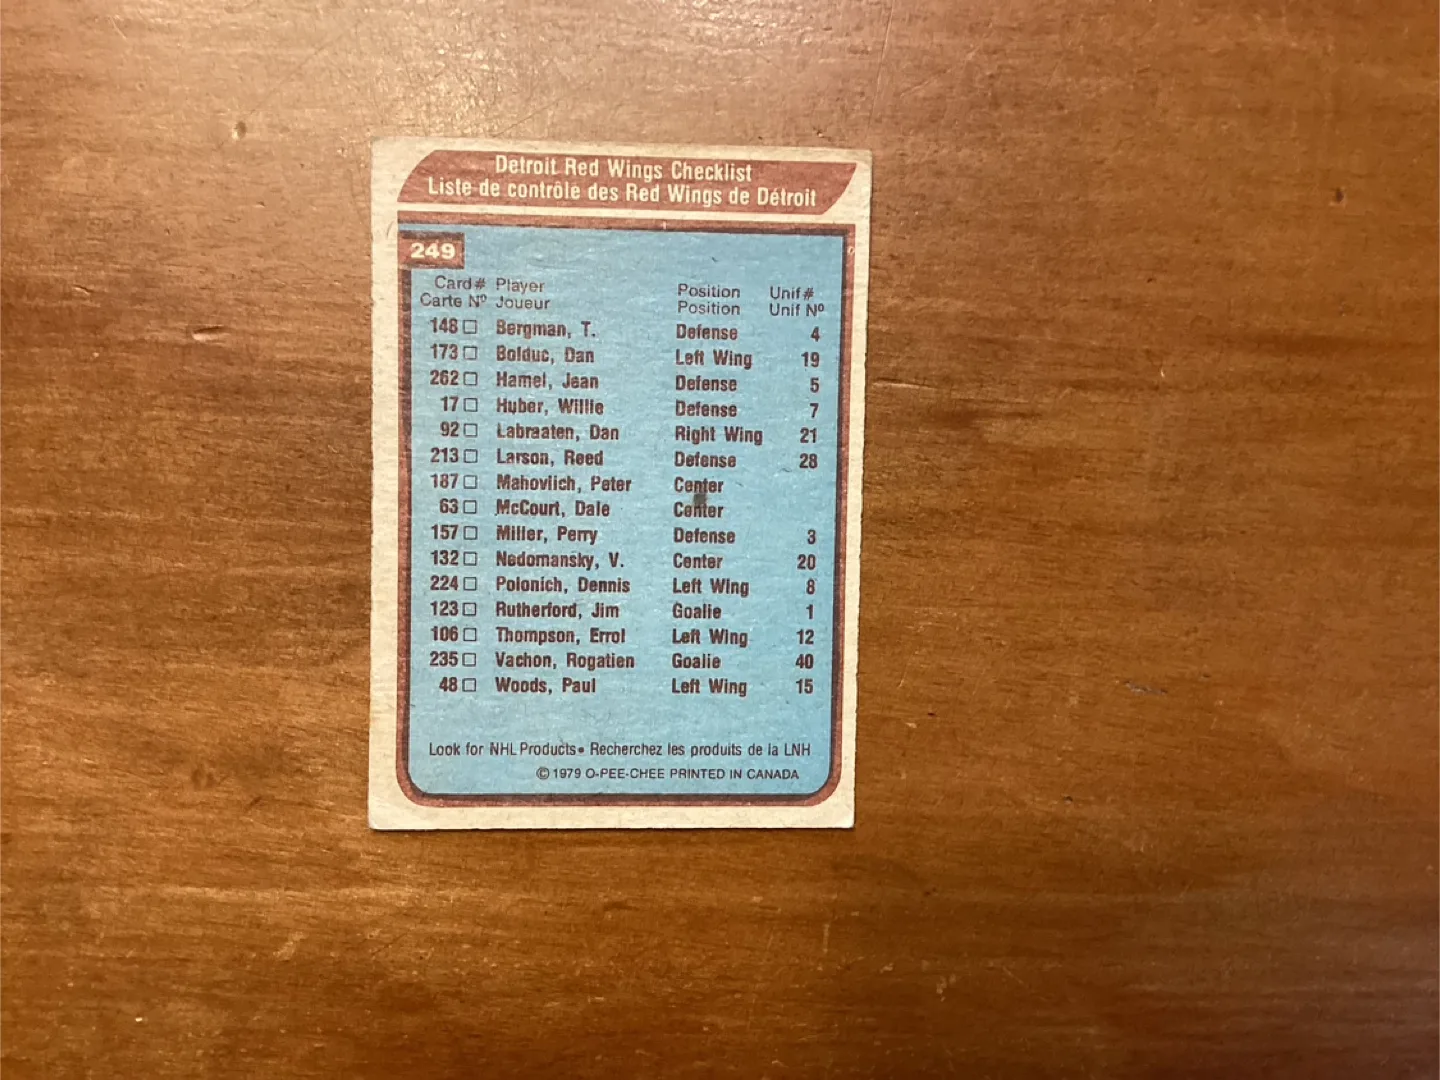 Detroit Red Wings Checklist
Liste de contrôle des Red Wings de Détroit
249
Card# Player Position Unif#
Carte Nº Joueur Position Unif Nº
148 □ Bergman, T. Defense 4
173 □ Bolduc, Dan Left Wing 19
262 □ Hamel, Jean Defense 5
17 □ Huber, Willie Defense 7
92 □ Labraaten, Dan Right Wing 21
213 □ Larson, Reed Defense 28
187 □ Mahovlich, Peter Center
63 □ McCourt, Dale Center
157 □ Miller, Perry Defense 3
132 □ Nedomansky, V. Center 20
224 □ Polonich, Dennis Left Wing 8
123 □ Rutherford, Jim Goalie 1
106 □ Thompson, Errol Left Wing 12
235 □ Vachon, Rogatien Goalie 40
48 □ Woods, Paul Left Wing 15
Look for NHL Products • Recherchez les produits de la LNH
© 1979 O-PEE-CHEE PRINTED IN CANADA